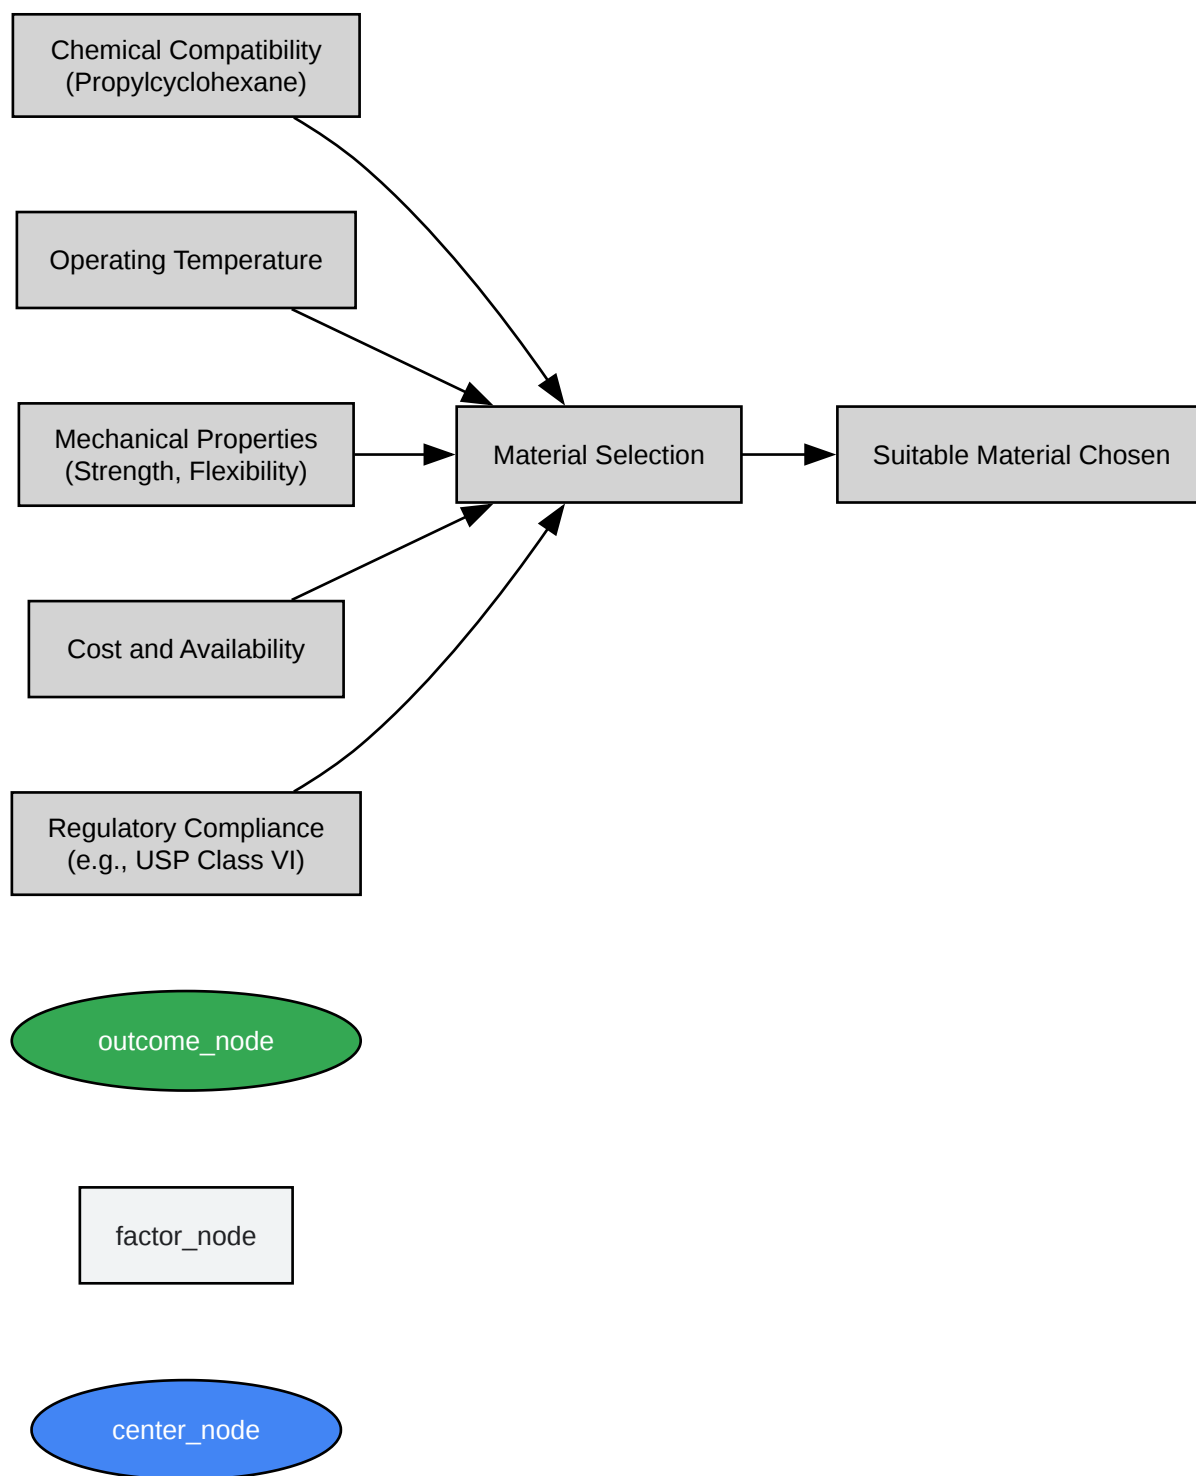 Chemical Compatibility
(Propylcyclohexane)
Operating Temperature
Mechanical Properties
(Strength, Flexibility)
Material Selection
Suitable Material Chosen
Cost and Availability
Regulatory Compliance
(e.g., USP Class VI)
outcome_node
factor_node
center_node